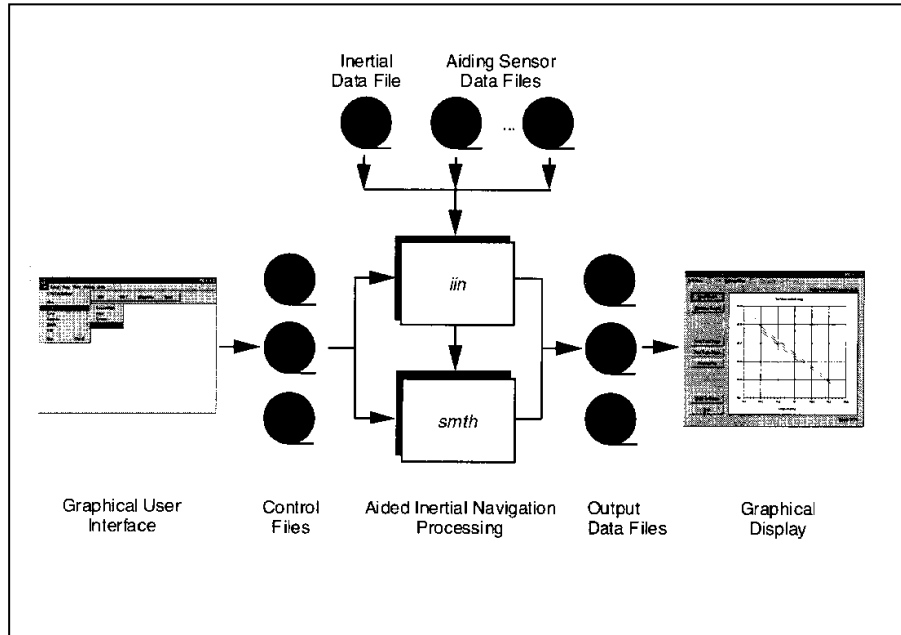 Inertial
Data File
Aiding Sensor
Data Files
...
iin
smth
Graphical User
Interface
Control
Files
Aided Inertial Navigation
Processing
Output
Data Files
Graphical
Display